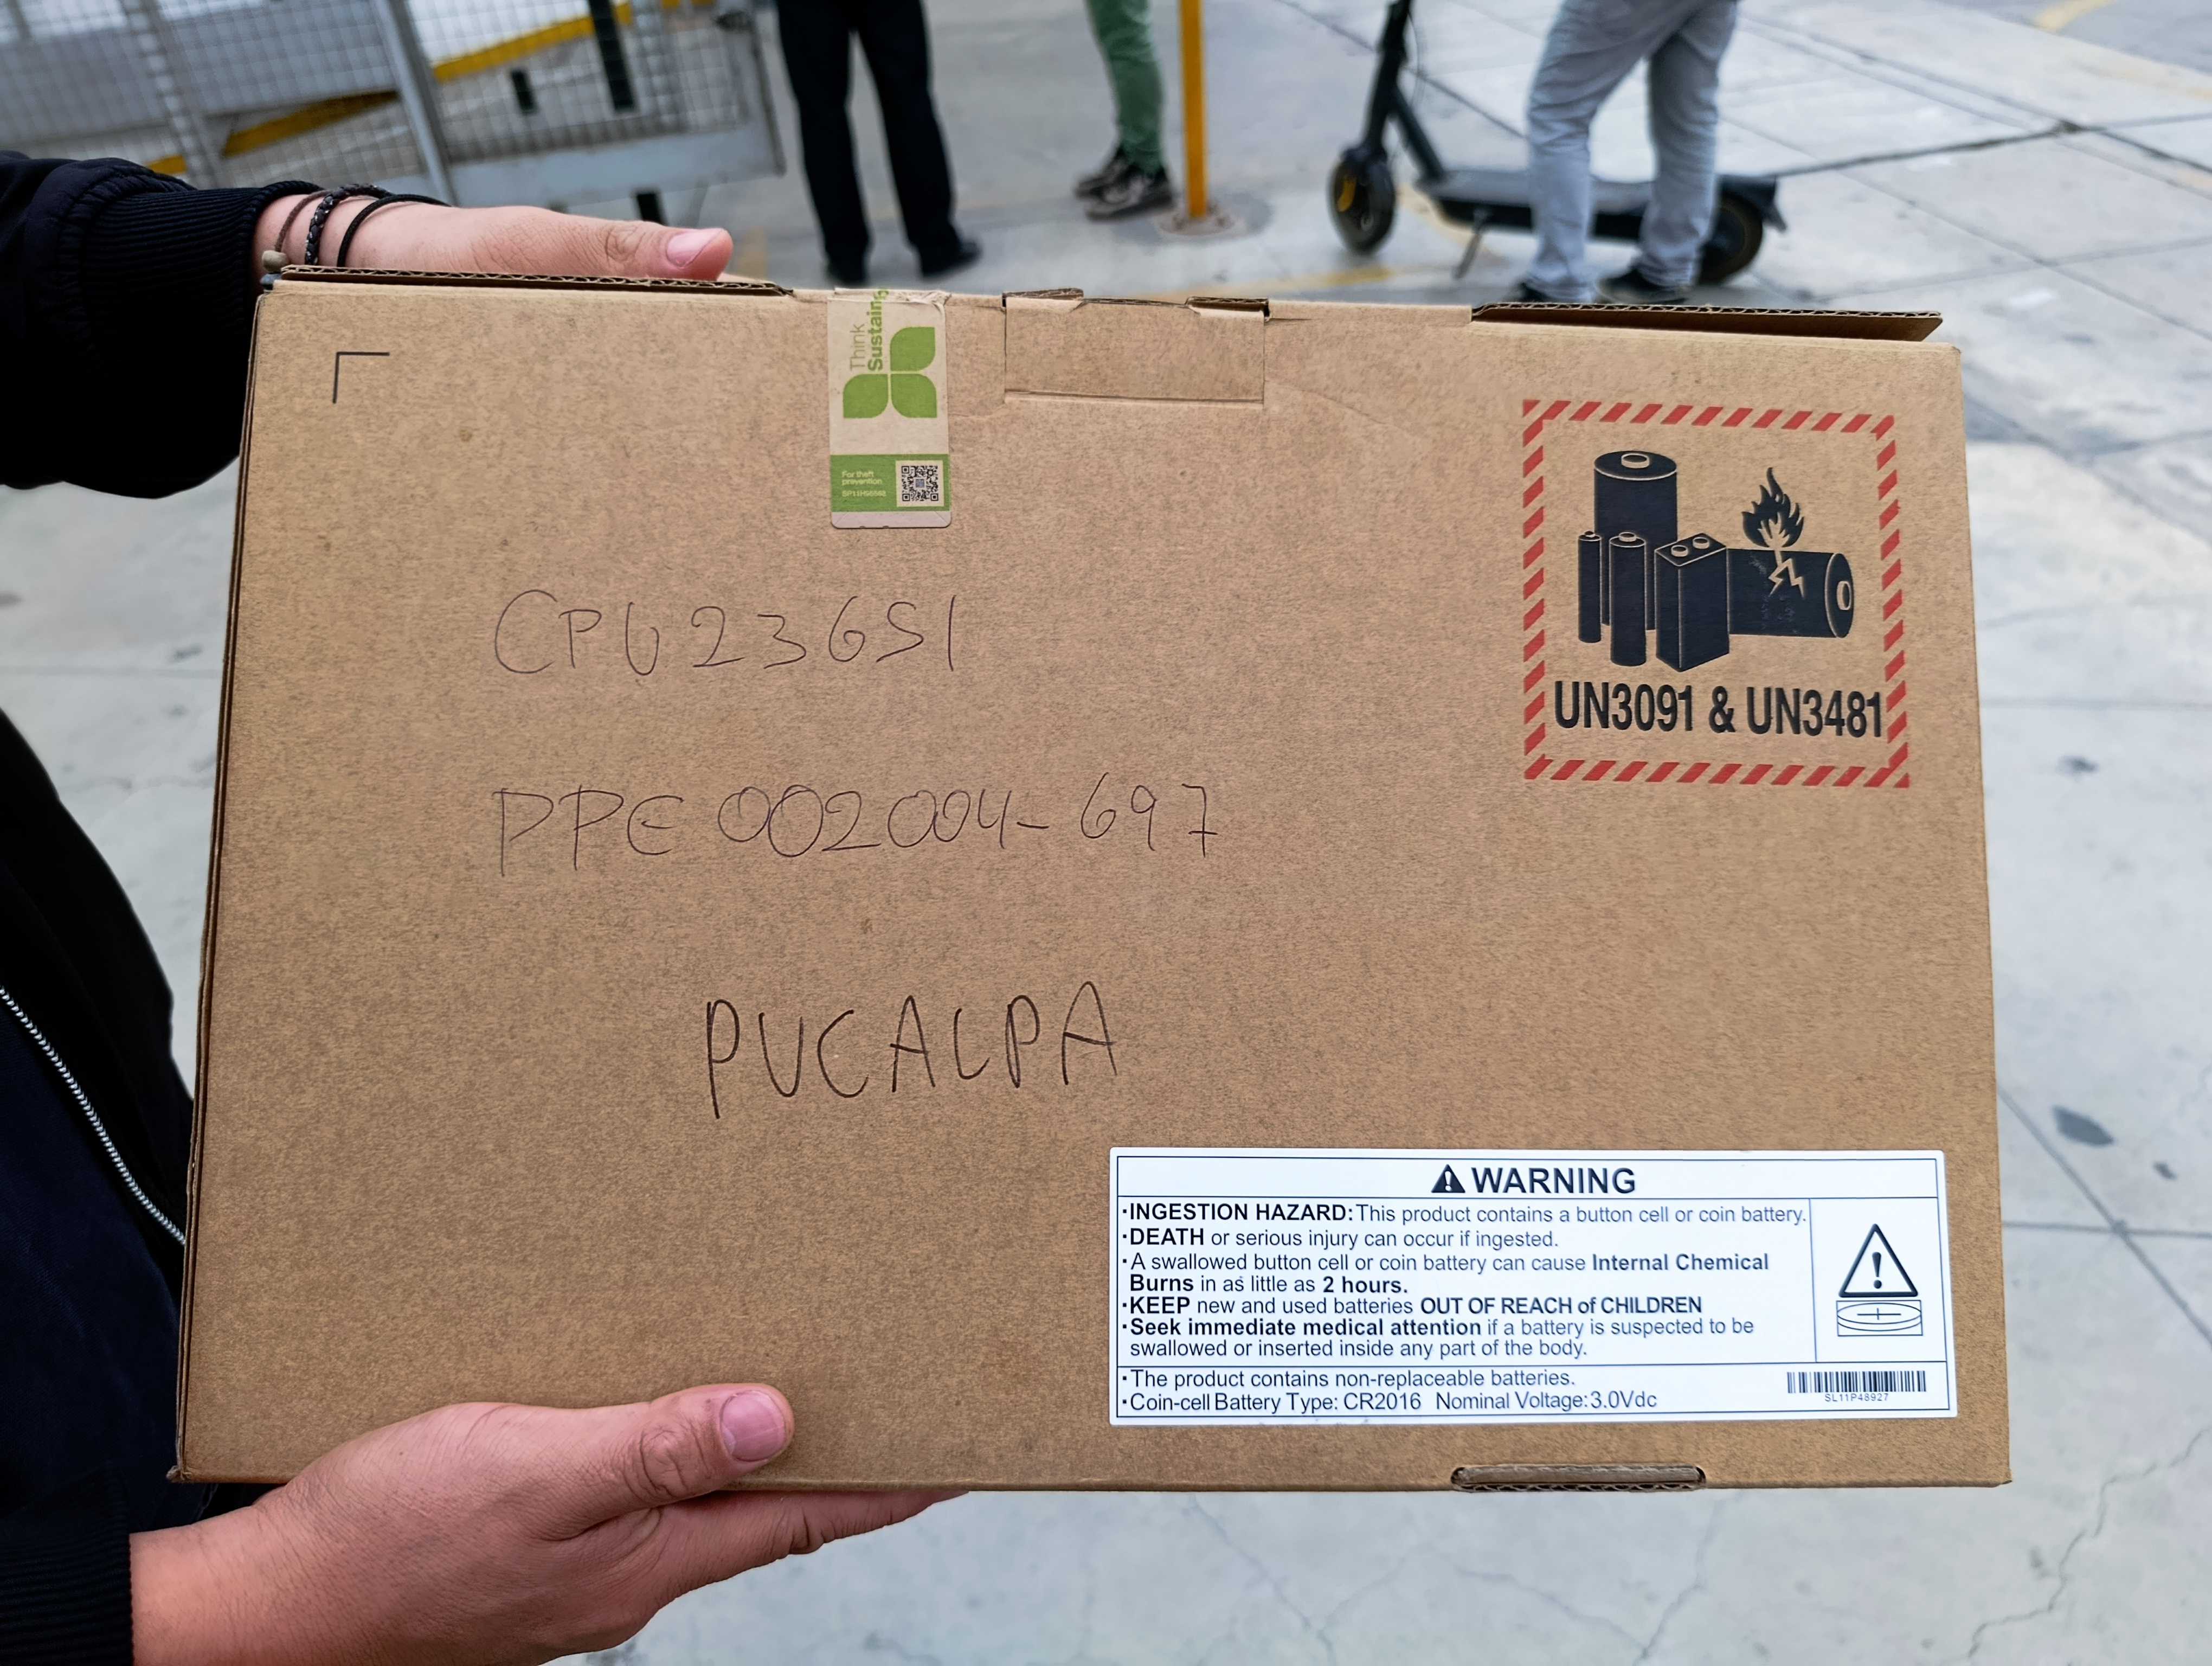 Think
Sustain
For theft
prevention
CPU236S1
UN3091 & UN3481
PPE 002004-697
PUCALPA
WARNING
·INGESTION HAZARD: This product contains a button cell or coin battery.
·DEATH or serious injury can occur if ingested.
·A swallowed button cell or coin battery can cause Internal Chemical
Burns in as little as 2 hours.
·KEEP new and used batteries OUT OF REACH of CHILDREN
·Seek immediate medical attention if a battery is suspected to be
swallowed or inserted inside any part of the body.
·The product contains non-replaceable batteries.
·Coin-cell Battery Type: CR2016 Nominal Voltage:3.0Vdc
SL11P48927